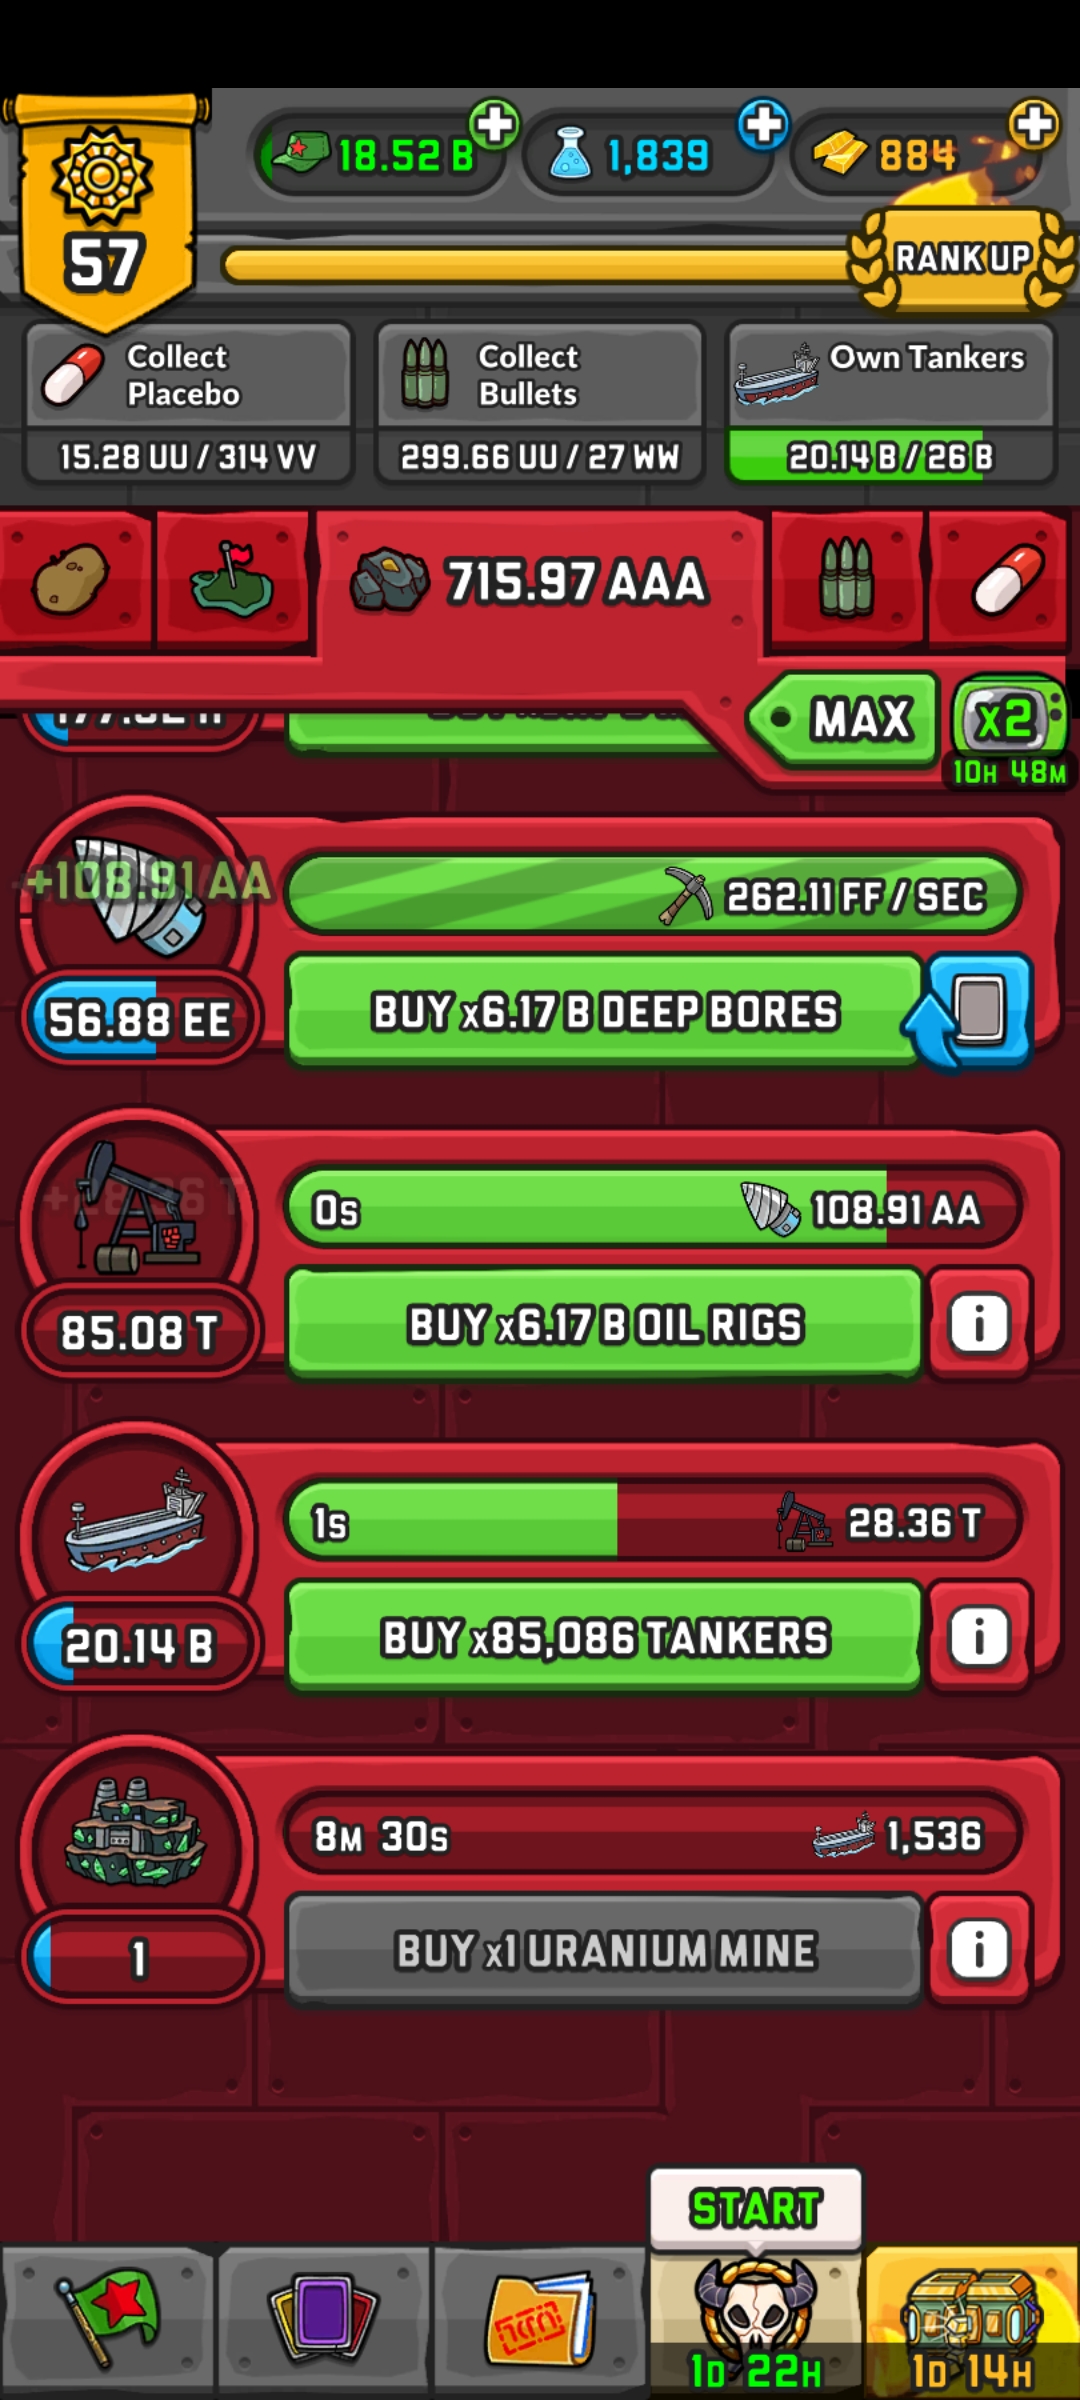 18.52 B
1,839
884
57
RANK UP
Collect
Placebo
15.28 UU / 314 VV
Collect
Bullets
299.66 UU / 27 WW
Own Tankers
20.14 B / 26 B
715.97 AAA
MAX
x2
10H 48M
+108.91 AA
262.11 FF / SEC
56.88 EE
BUY x6.17 B DEEP BORES
+28.36 T
0s
108.91 AA
85.08 T
BUY x6.17 B OIL RIGS
i
1s
28.36 T
20.14 B
BUY x85,086 TANKERS
i
8M 30s
1,536
1
BUY x1 URANIUM MINE
i
START
1D 22H
1D 14H